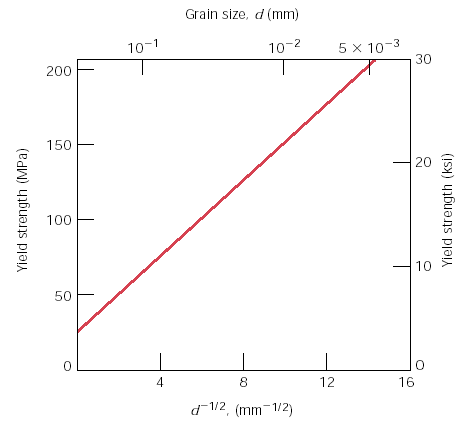 Grain size, d (mm)
10⁻¹ 10⁻² 5 × 10⁻³
200 30
150
20
100
10
50
0 0
4 8 12 16
d⁻¹/², (mm⁻¹/²)
Yield strength (MPa)
Yield strength (ksi)